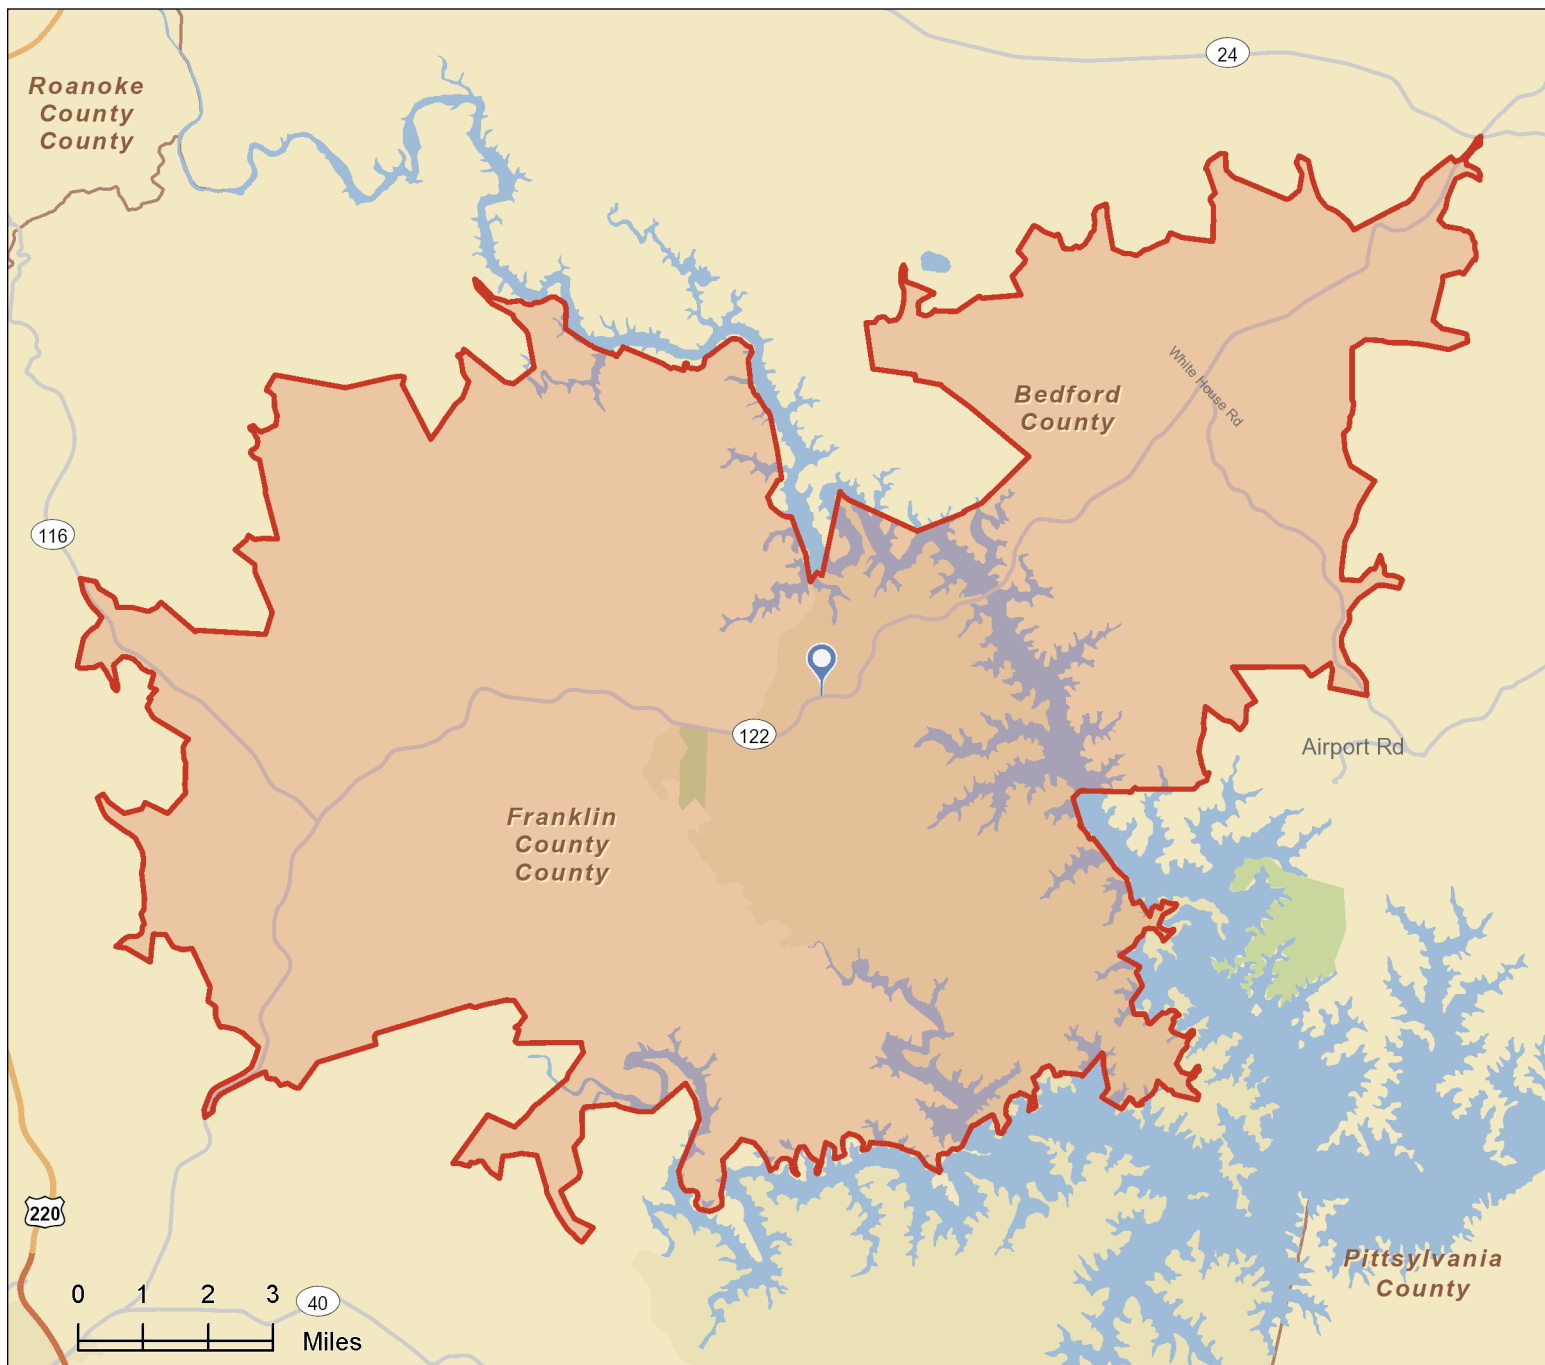 24
Roanoke
County
County
White House Rd
Bedford
County
116
122
Airport Rd
Franklin
County
County
220
Pittsylvania
County
0 1 2 3
40
Miles